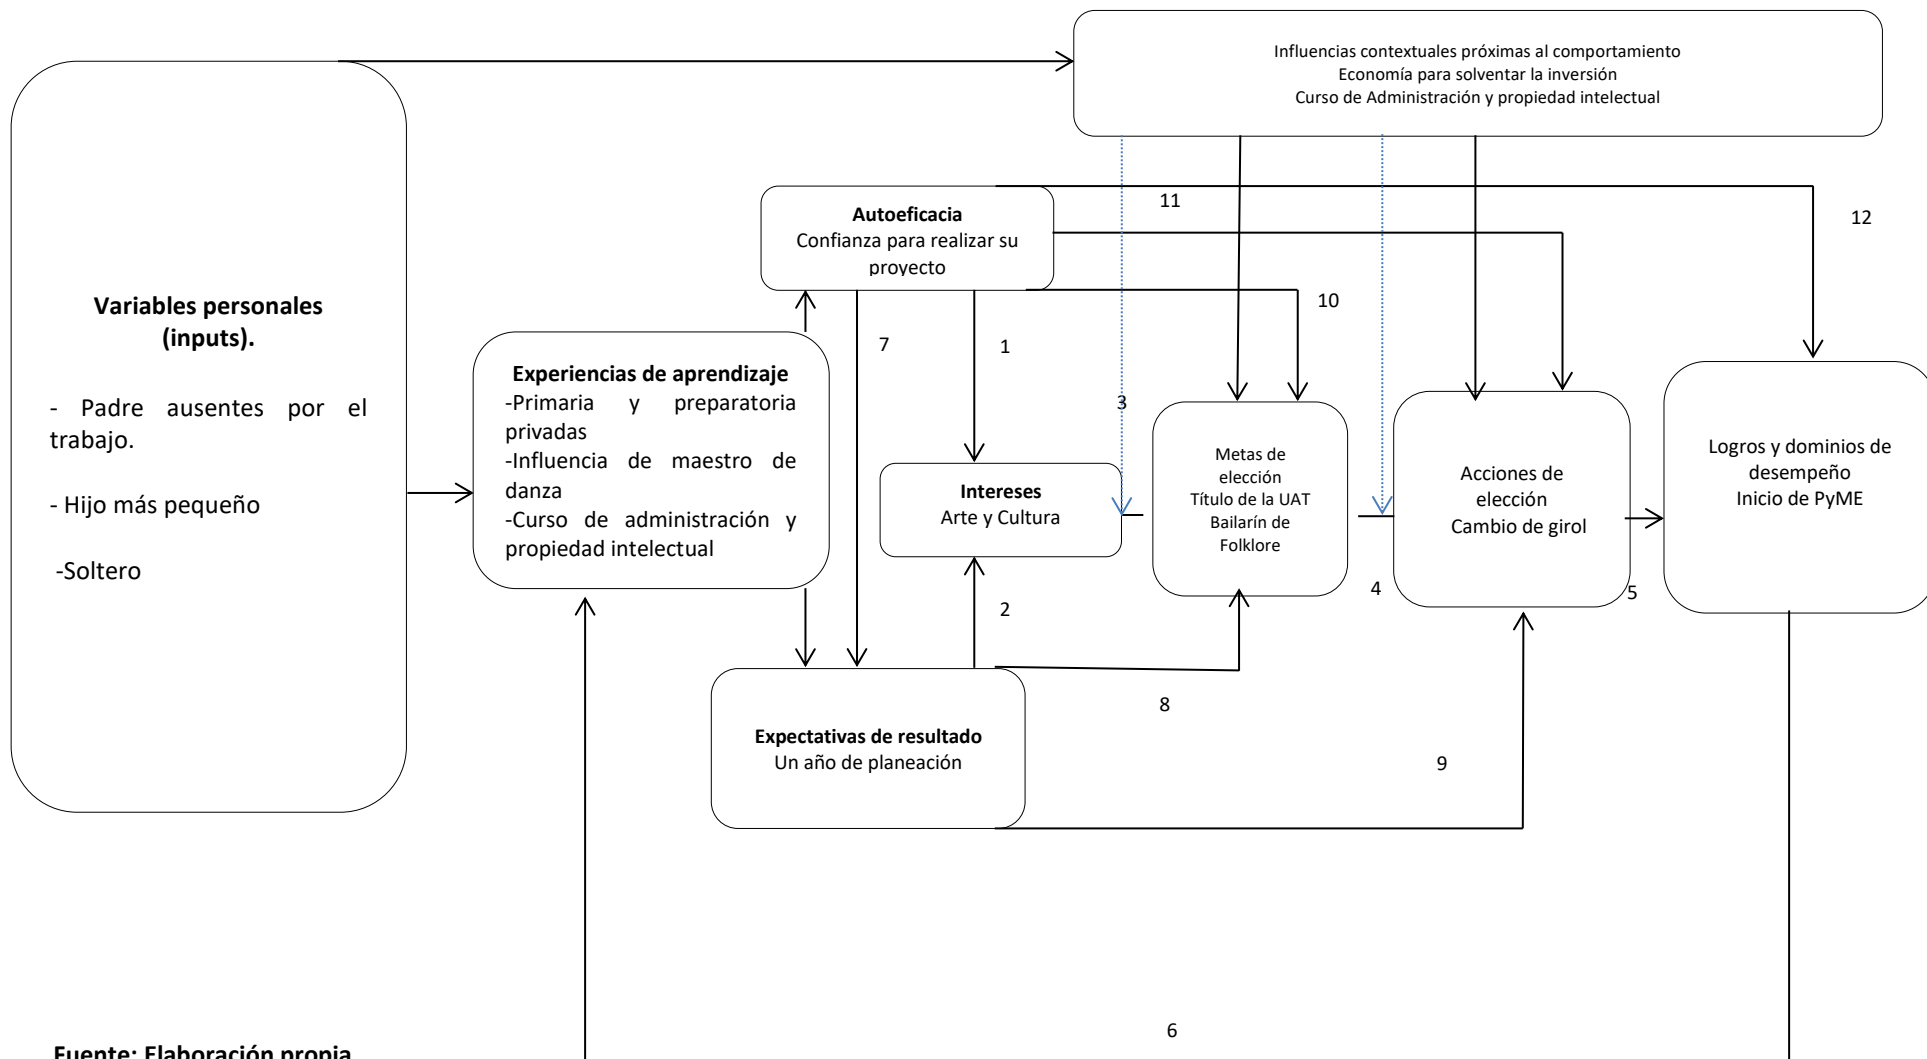 Influencias contextuales próximas al comportamiento
Economía para solventar la inversión
Curso de Administración y propiedad intelectual
Variables personales
(inputs).
- Padre ausentes por el
trabajo.
- Hijo más pequeño
-Soltero
Experiencias de aprendizaje
-Primaria y preparatoria
privadas
-Influencia de maestro de
danza
-Curso de administración y
propiedad intelectual
Autoeficacia
Confianza para realizar su
proyecto
11
12
10
7
1
3
Intereses
Arte y Cultura
Metas de
elección
Título de la UAT
Bailarín de
Folklore
Acciones de
elección
Cambio de girol
Logros y dominios de
desempeño
Inicio de PyME
4
5
2
8
9
Expectativas de resultado
Un año de planeación
6
Fuente: Elaboración propia